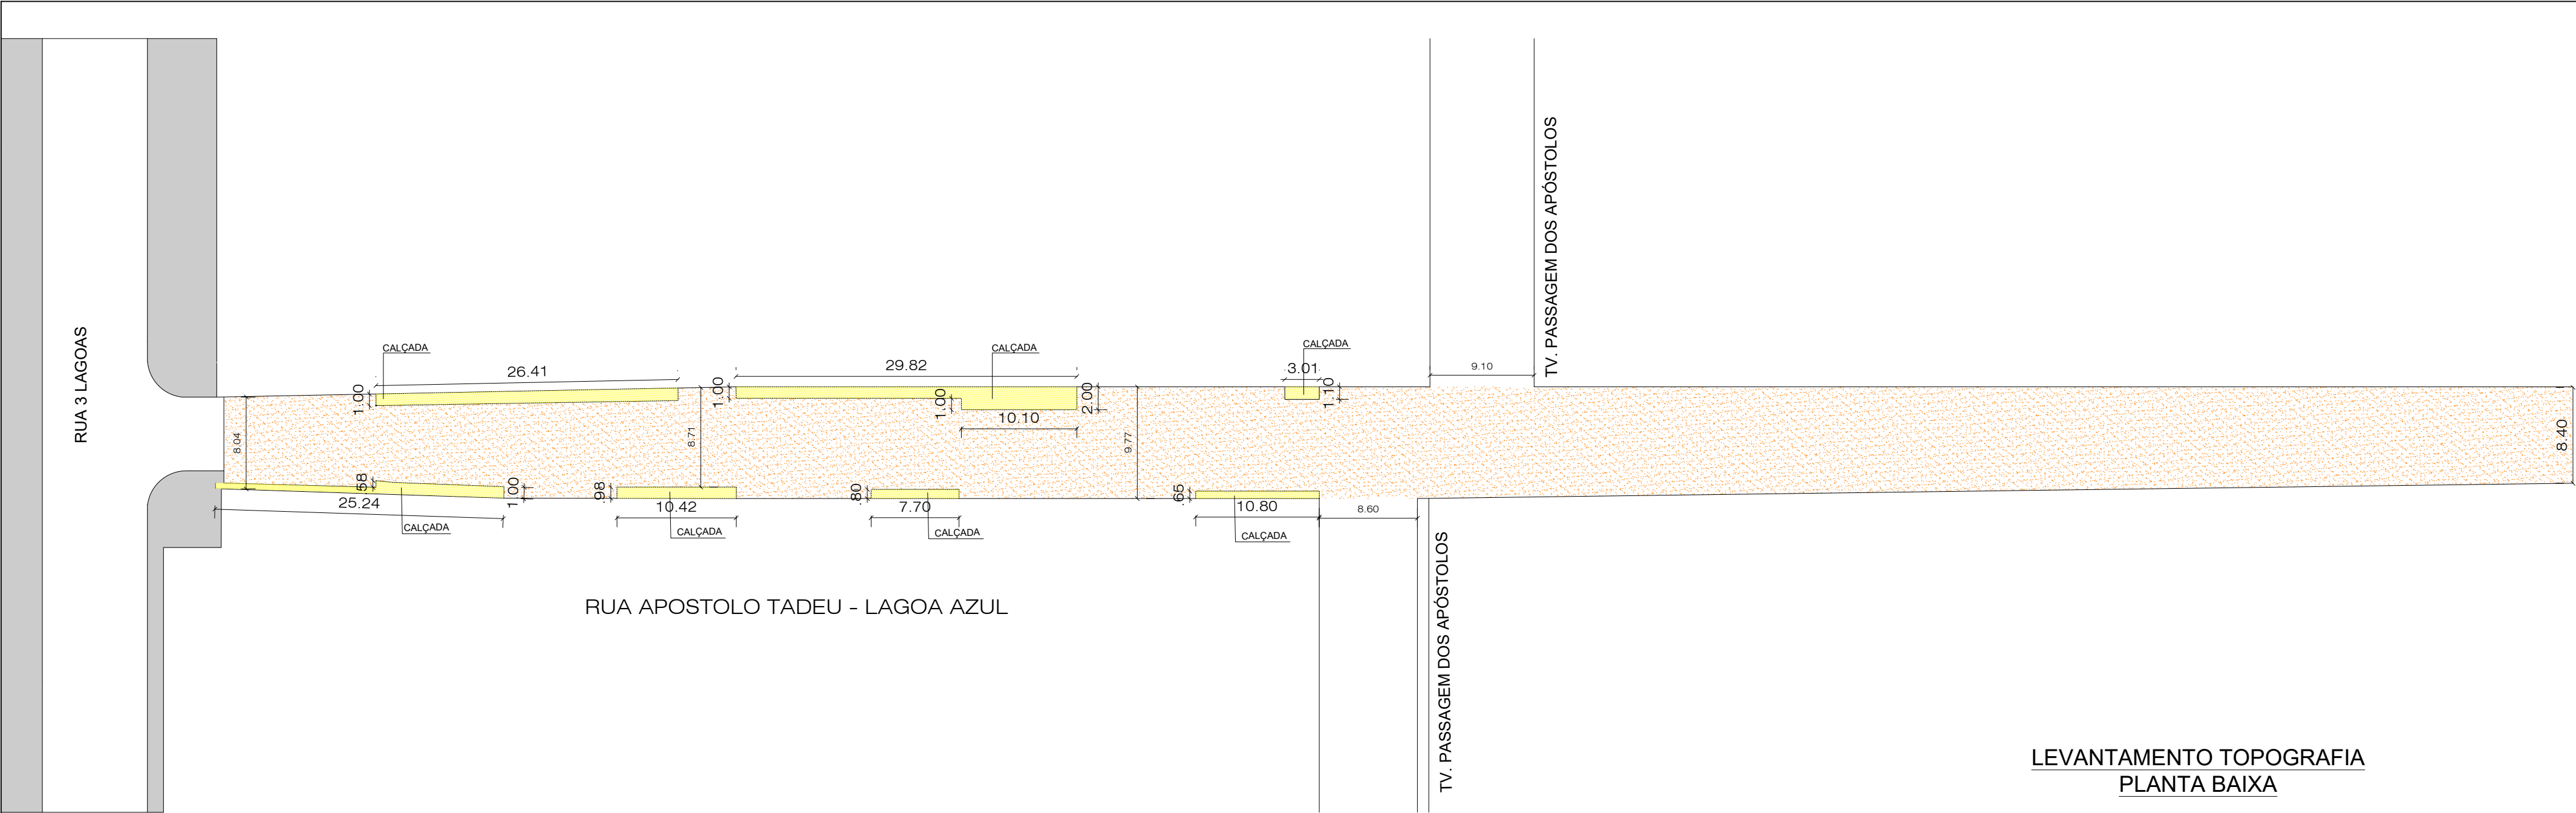 RUA 3 LAGOAS
TV. PASSAGEM DOS APÓSTOLOS
CALÇADA
26.41
1.00
8.04
1.00
29.82
CALÇADA
1.00
10.10
2.00
8.71
9.77
CALÇADA
3.01
1.10
9.10
8.40
.58
25.24
CALÇADA
1.00
.98
10.42
CALÇADA
.80
7.70
CALÇADA
.65
10.80
CALÇADA
8.60
TV. PASSAGEM DOS APÓSTOLOS
RUA APOSTOLO TADEU - LAGOA AZUL
LEVANTAMENTO TOPOGRAFIA
PLANTA BAIXA